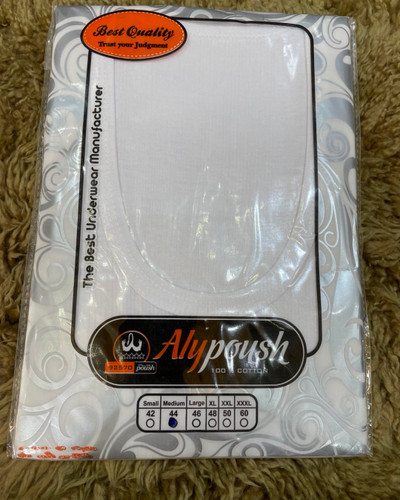 Best Quality
Trust your Judgment
The Best Underwear Manufacturer
Alypoush
100% COTTON
poush
Small Medium Large XL XXL XXXL
42 44 46 48 50 60